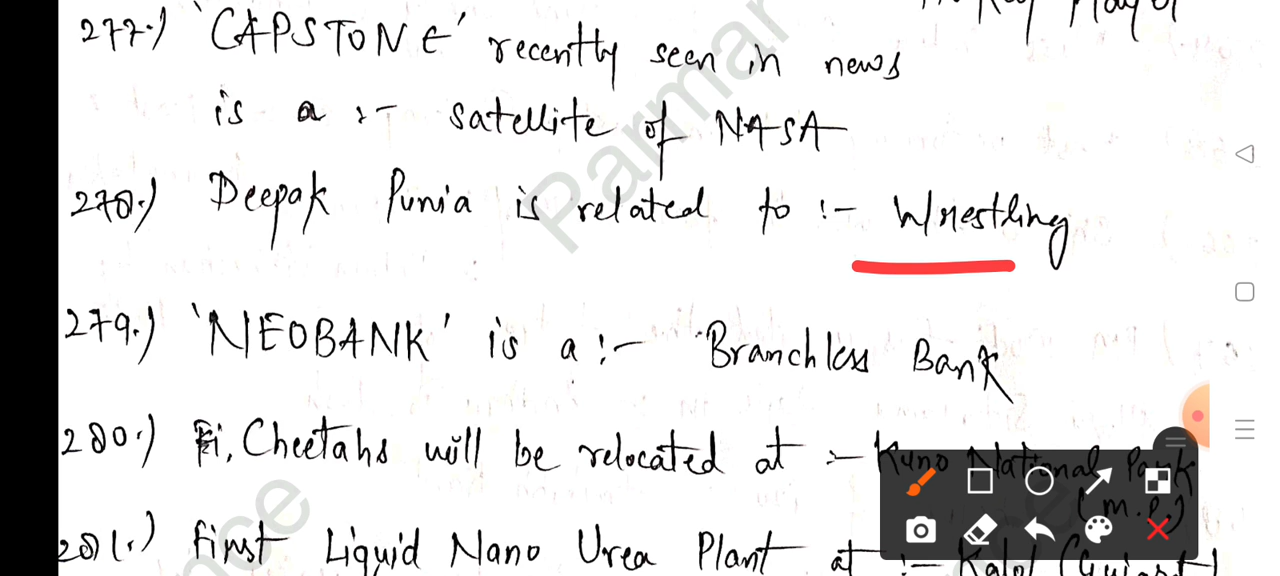 277.) 'CAPSTONE' recently seen in news
is a :- satellite of NASA
278.) Deepak Punia is related to :- Wrestling
279.) 'NEOBANK' is a :- Branchless Bank
280.) Cheetahs will be relocated at :- Kuno National Park
(M.P.)
281.) first Liquid Nano Urea Plant at :- Kalol (Gujarat)
Parmar